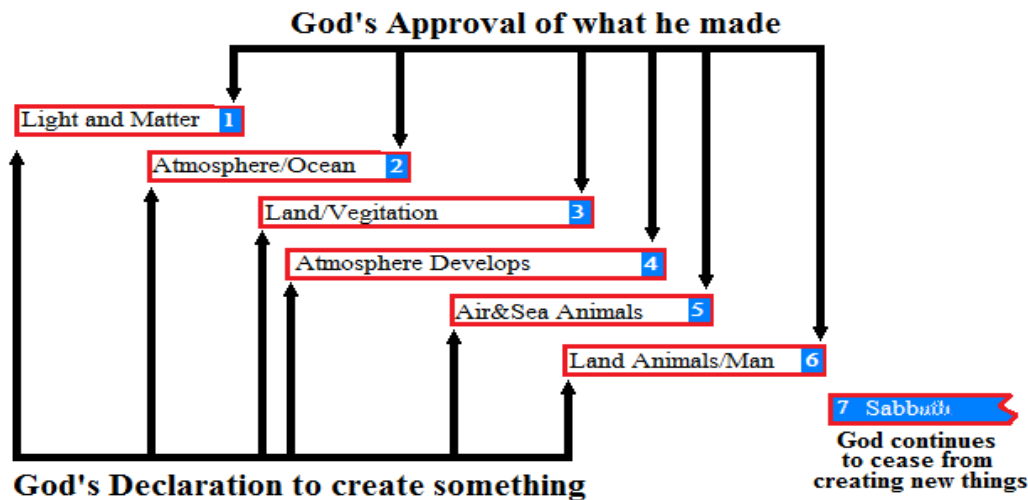 God's Approval of what he made
Light and Matter 1
Atmosphere/Ocean 2
Land/Vegitation 3
Atmosphere Develops 4
Air&Sea Animals 5
Land Animals/Man 6
7 Sabbath
God continues
to cease from
creating new things
God's Declaration to create something